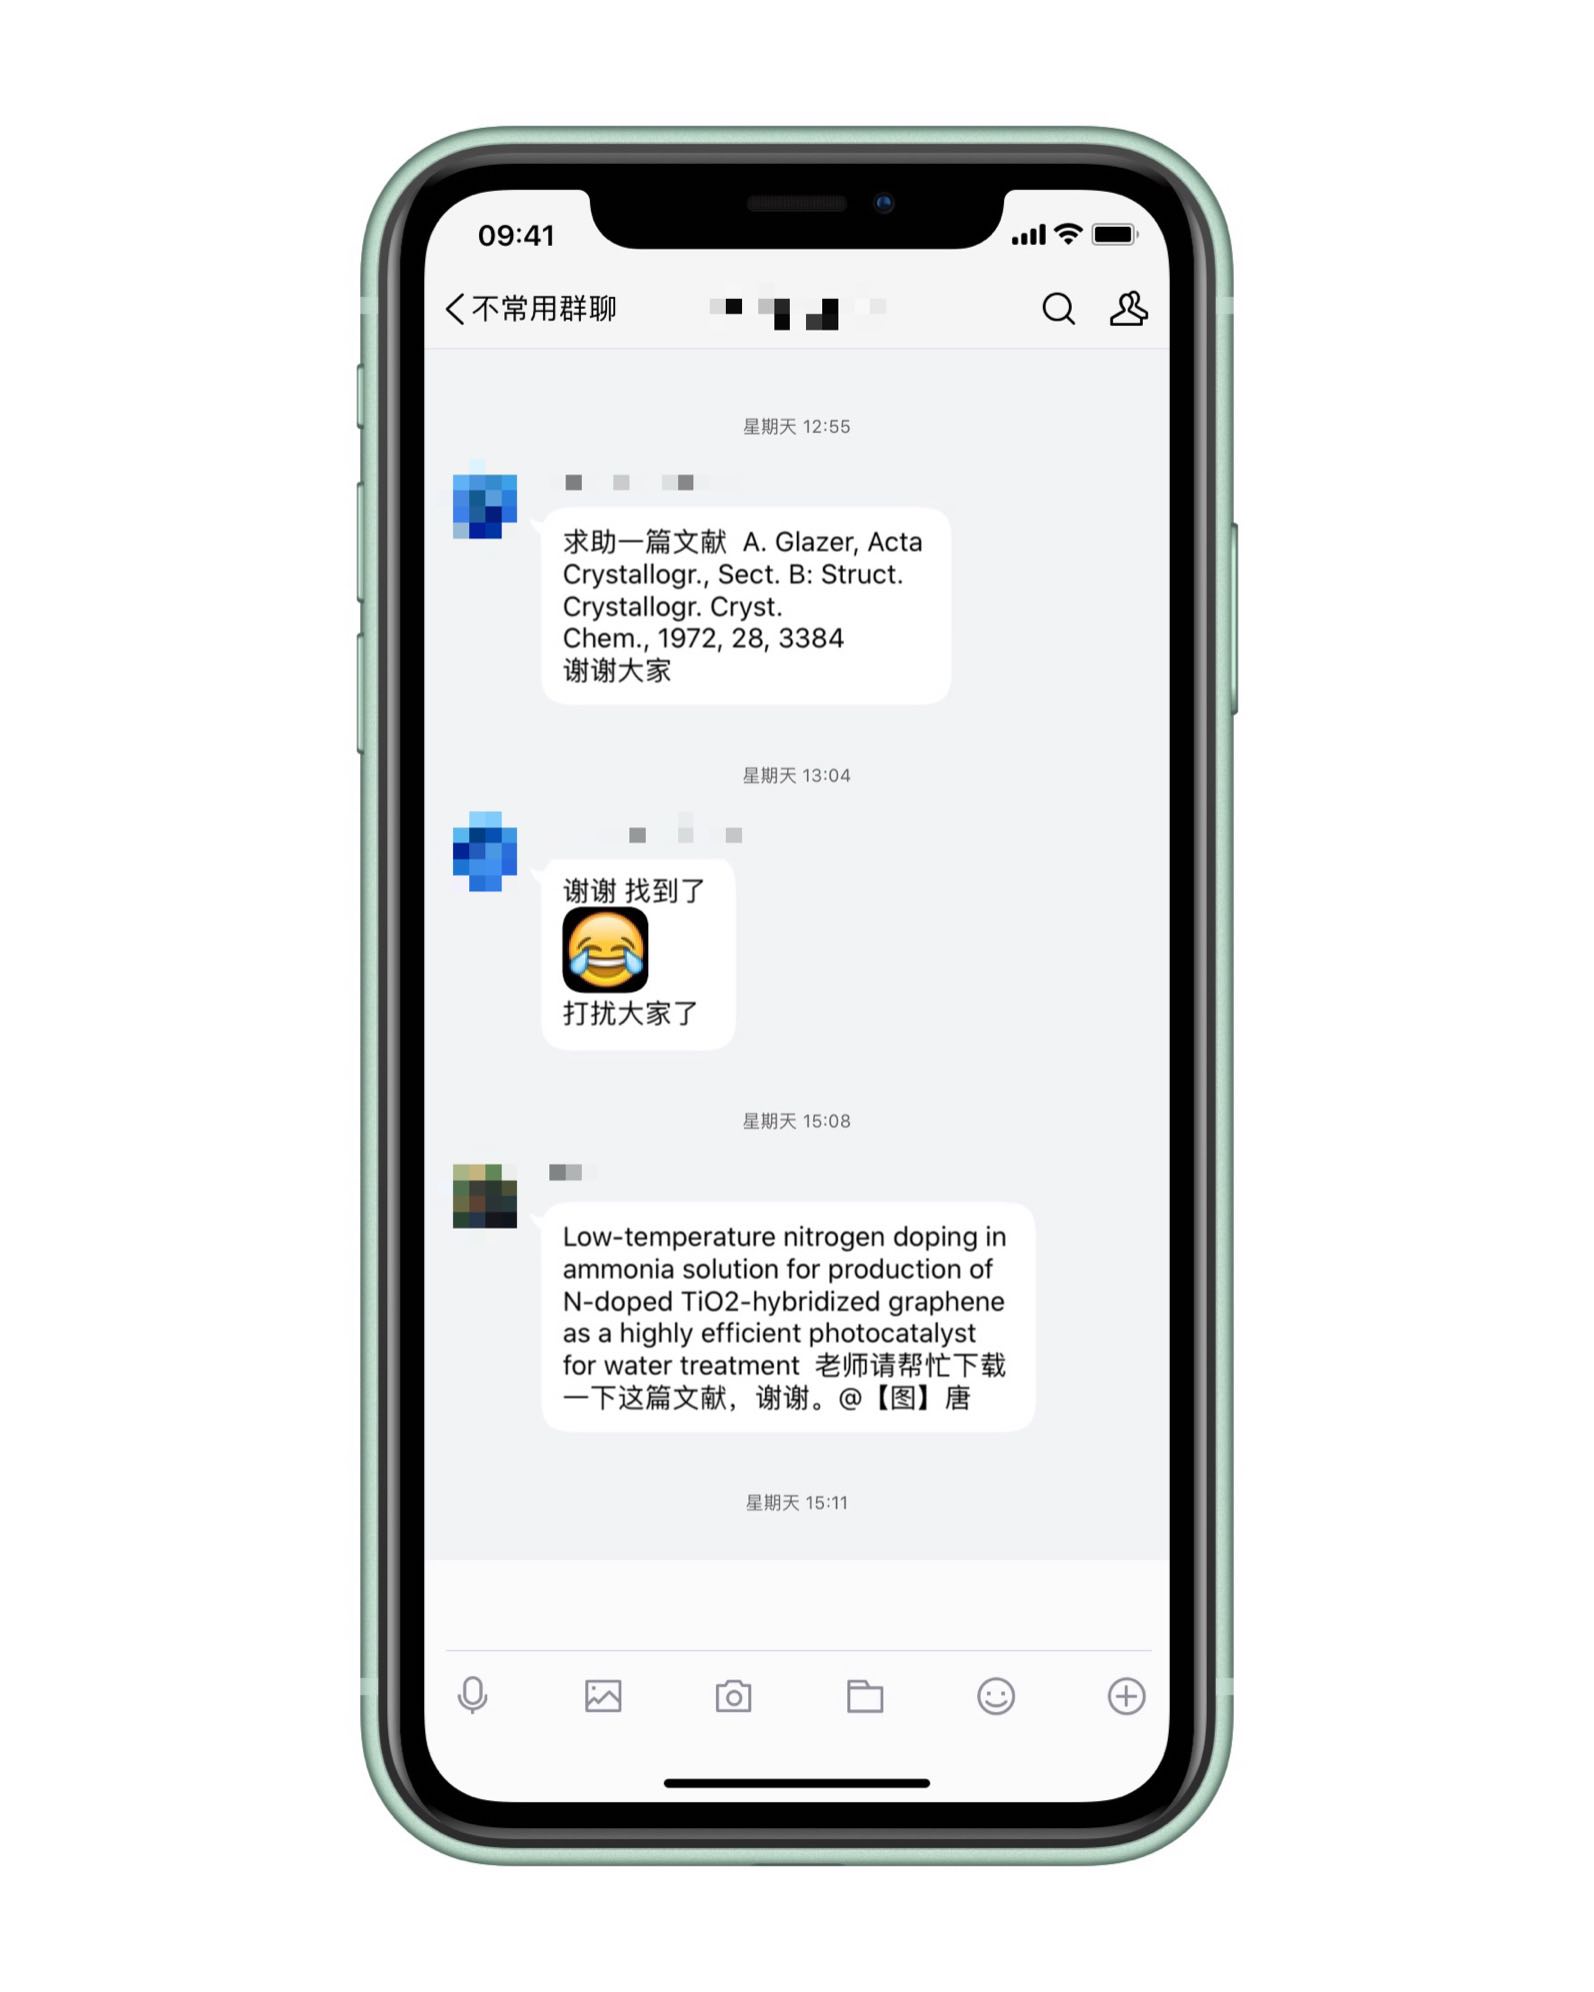 09:41
不常用群聊
星期天 12:55
求助一篇文献 A. Glazer, Acta
Crystallogr., Sect. B: Struct.
Crystallogr. Cryst.
Chem., 1972, 28, 3384
谢谢大家
星期天 13:04
谢谢 找到了
打扰大家了
星期天 15:08
Low-temperature nitrogen doping in
ammonia solution for production of
N-doped TiO2-hybridized graphene
as a highly efficient photocatalyst
for water treatment 老师请帮忙下载
一下这篇文献，谢谢。@【图】唐
星期天 15:11